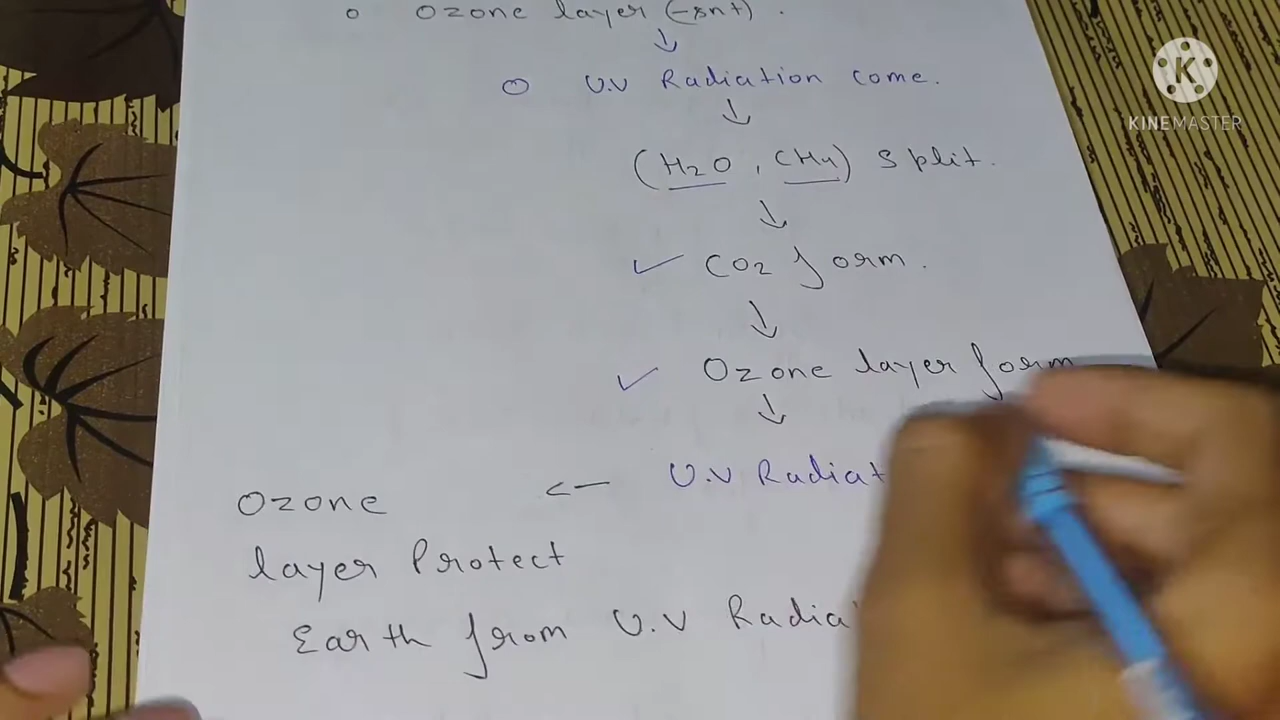 o Ozone layer (-snt).
↓
o U.V Radiation come.
↓
(H2O, CH4) split.
↓
✓ CO2 form.
↓
✓ Ozone layer form
↓
<- U.V Radiat
Ozone
layer Protect
Earth from U.V Radia
K
KINEMASTER